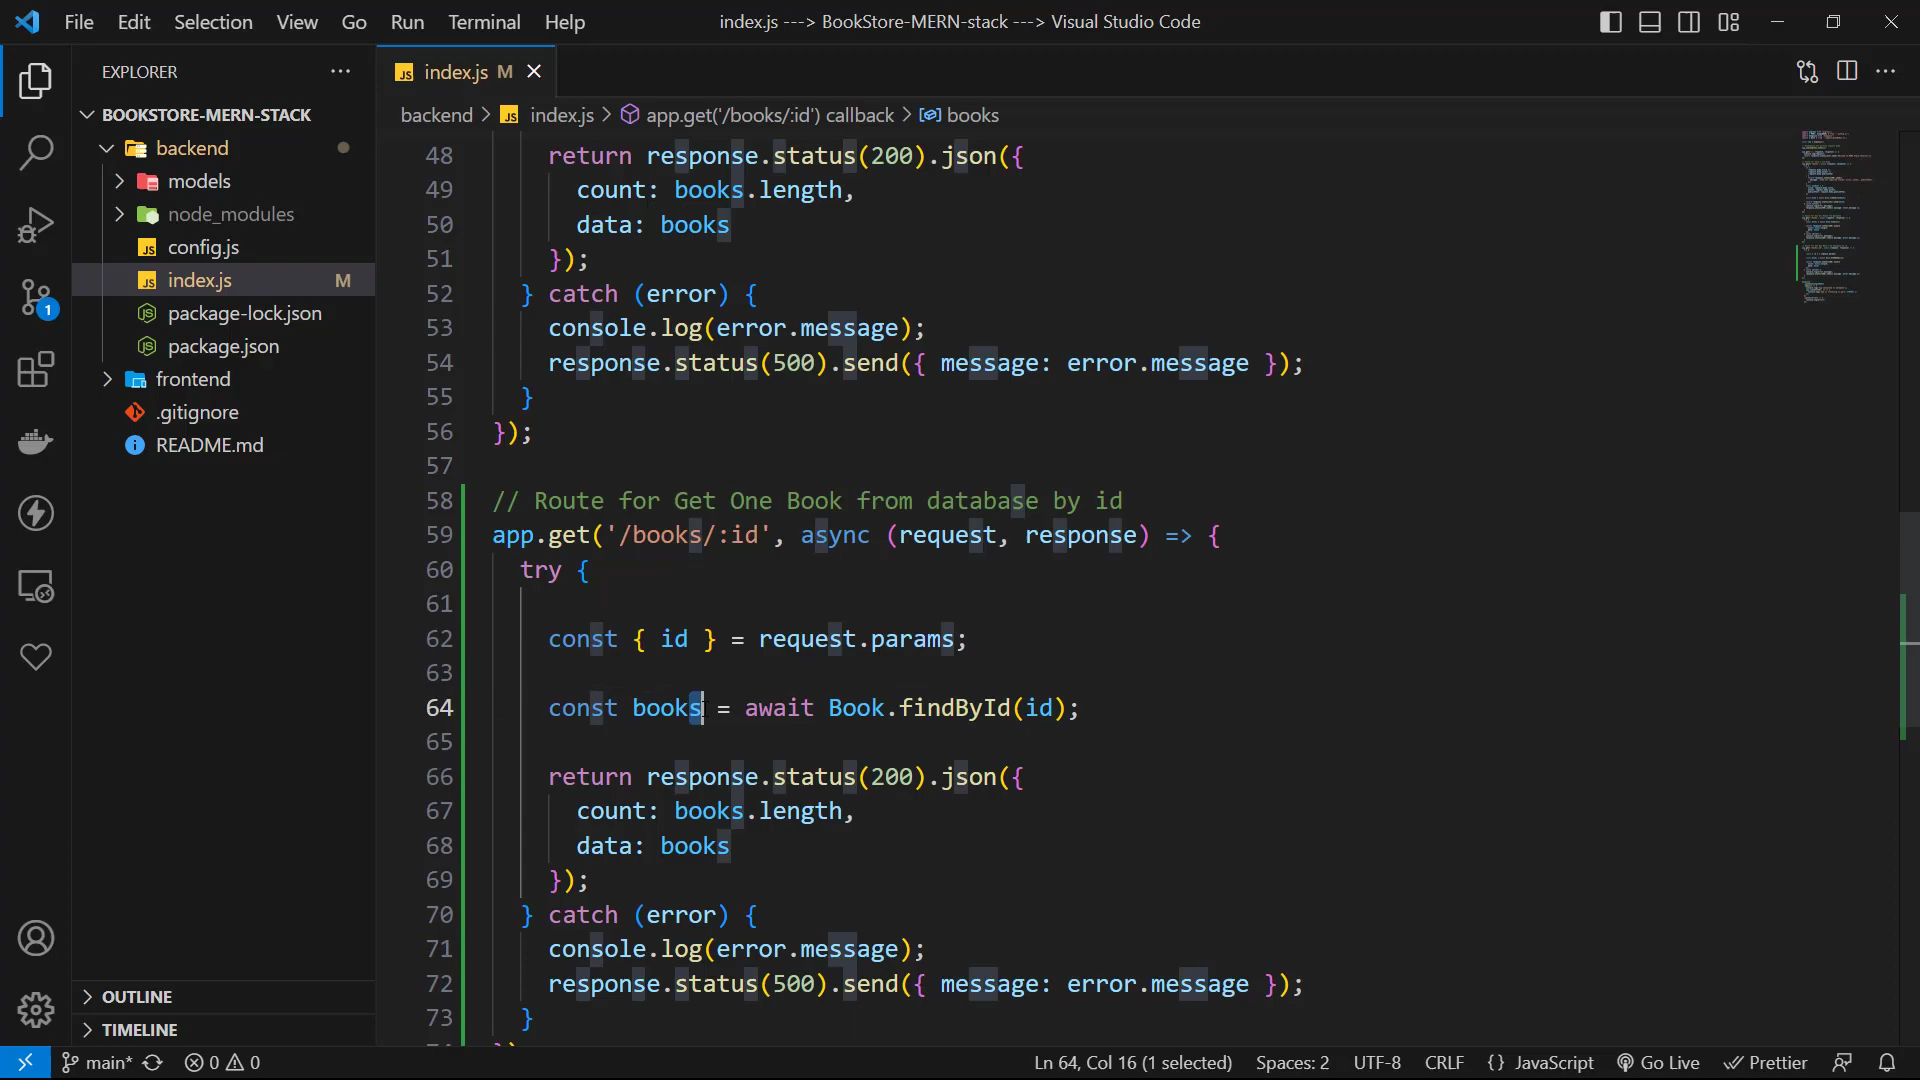 File Edit Selection View Go Run Terminal Help
index.js ---> BookStore-MERN-stack ---> Visual Studio Code
EXPLORER
BOOKSTORE-MERN-STACK
backend
models
node_modules
JS config.js
JS index.js M
package-lock.json
package.json
frontend
.gitignore
README.md
OUTLINE
TIMELINE
1
JS index.js M
backend > JS index.js > app.get('/books/:id') callback > books
48 return response.status(200).json({
49 count: books.length,
50 data: books
51 });
52 } catch (error) {
53 console.log(error.message);
54 response.status(500).send({ message: error.message });
55 }
56 });
57
58 // Route for Get One Book from database by id
59 app.get('/books/:id', async (request, response) => {
60 try {
61
62 const { id } = request.params;
63
64 const books = await Book.findById(id);
65
66 return response.status(200).json({
67 count: books.length,
68 data: books
69 });
70 } catch (error) {
71 console.log(error.message);
72 response.status(500).send({ message: error.message });
73 }
main* 0 0
Ln 64, Col 16 (1 selected) Spaces: 2 UTF-8 CRLF {} JavaScript Go Live Prettier